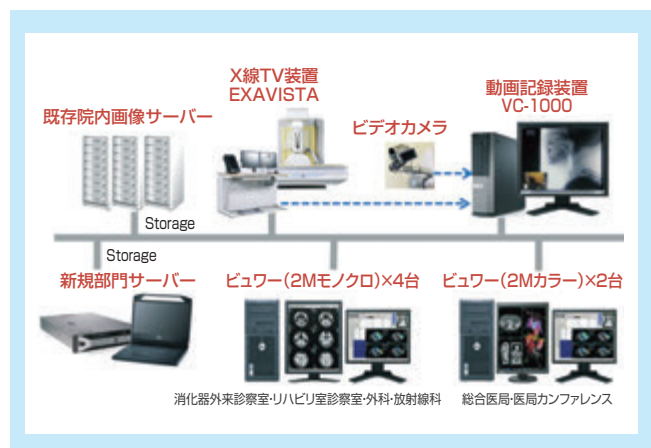 X線TV装置
EXAVISTA
動画記録装置
VC-1000
既存院内画像サーバー
ビデオカメラ
Storage
Storage
新規部門サーバー
ビュワー(2Mモノクロ)×4台
ビュワー(2Mカラー)×2台
消化器外来診察室・リハビリ室診察室・外科・放射線科
総合医局・医局カンファレンス